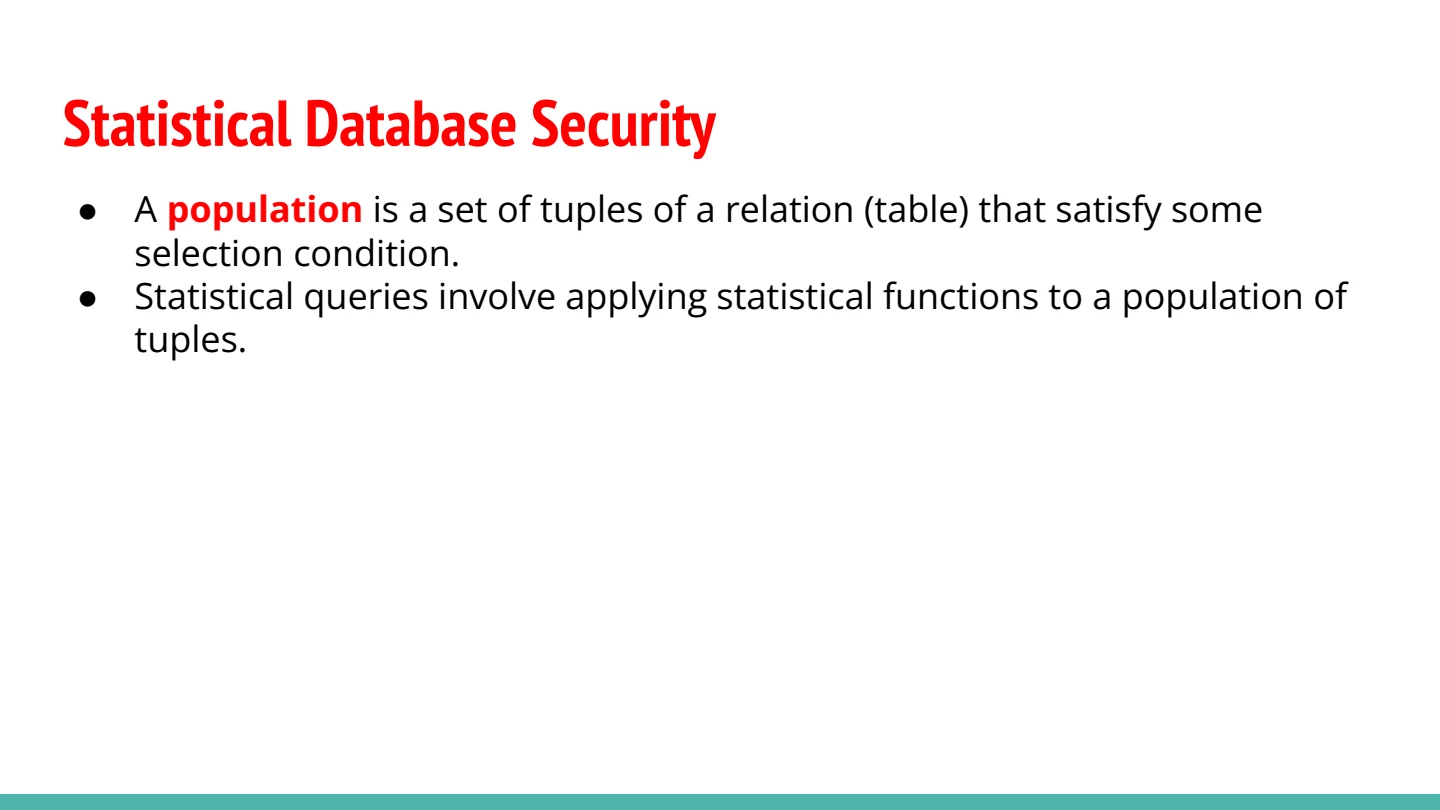 Statistical Database Security
● A population is a set of tuples of a relation (table) that satisfy some
selection condition.
● Statistical queries involve applying statistical functions to a population of
tuples.